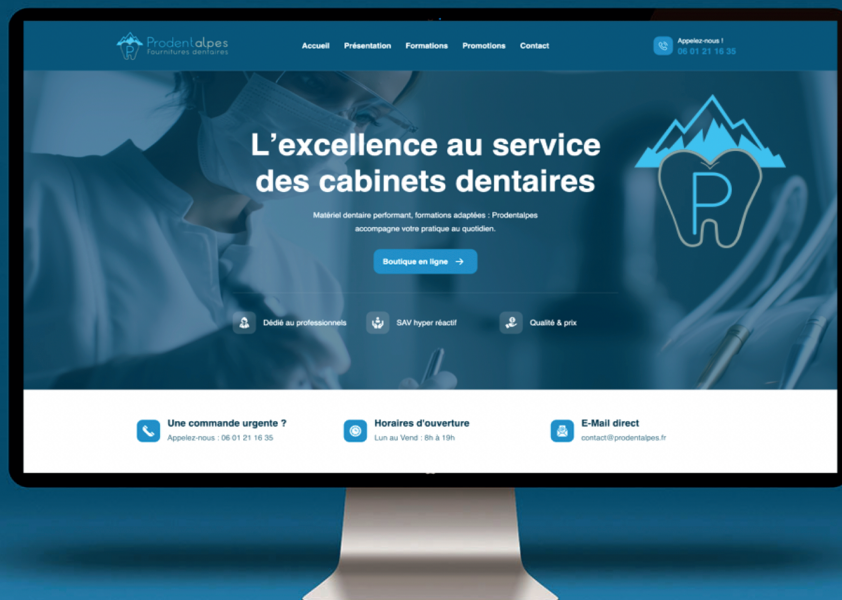 Prodentalpes
Fournitures dentaires
Accueil Présentation Formations Promotions Contact
Appelez-nous !
06 01 21 16 35
L'excellence au service
des cabinets dentaires
P
Matériel dentaire performant, formations adaptées : Prodentalpes
accompagne votre pratique au quotidien.
Boutique en ligne →
Dédié au professionnels SAV hyper réactif Qualité & prix
Une commande urgente ?
Appelez-nous : 06 01 21 16 35
Horaires d'ouverture
Lun au Vend : 8h à 19h
E-Mail direct
contact@prodentalpes.fr